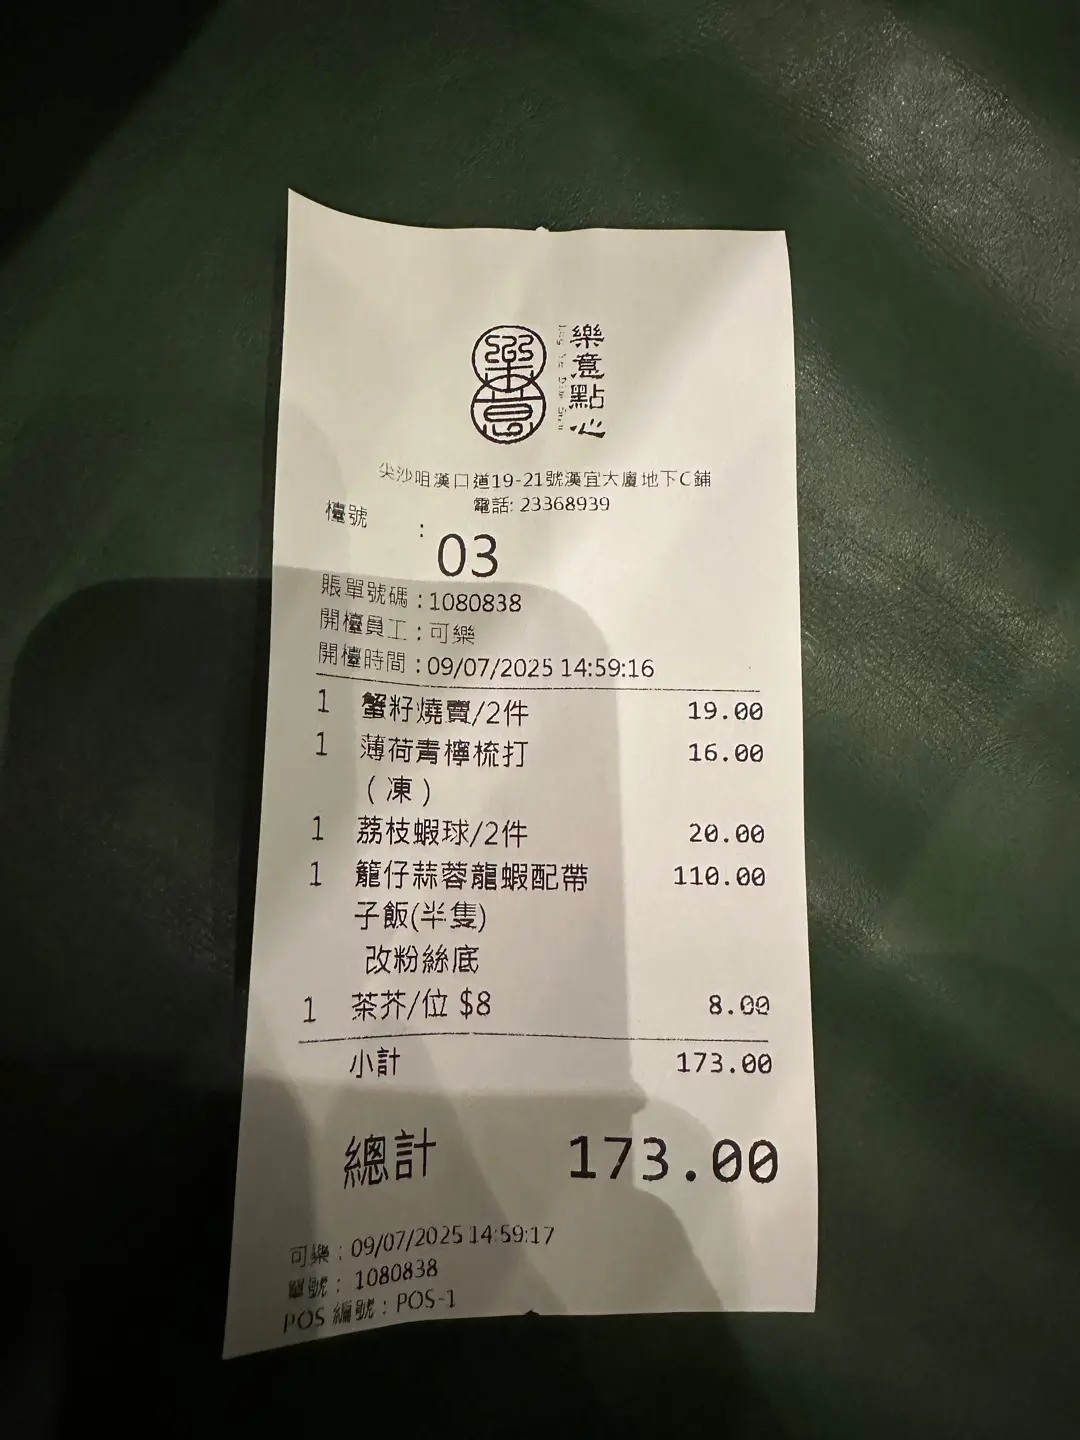 樂意
樂意點心
尖沙咀漢口道19-21號漢宜大廈地下C鋪
電話: 23368939
檯號 :
03
賬單號碼 : 1080838
開檯員工 : 可樂
開檯時間 : 09/07/2025 14:59:16
1 蟹籽燒賣/2件 19.00
1 薄荷青檸梳打 16.00
(凍)
1 荔枝蝦球/2件 20.00
1 籠仔蒜蓉龍蝦配帶 110.00
子飯(半隻)
改粉絲底
1 茶芥/位 $8 8.00
小計 173.00
總計 173.00
可樂 : 09/07/2025 14:59:17
單號 : 1080838
POS 編號 : POS-1